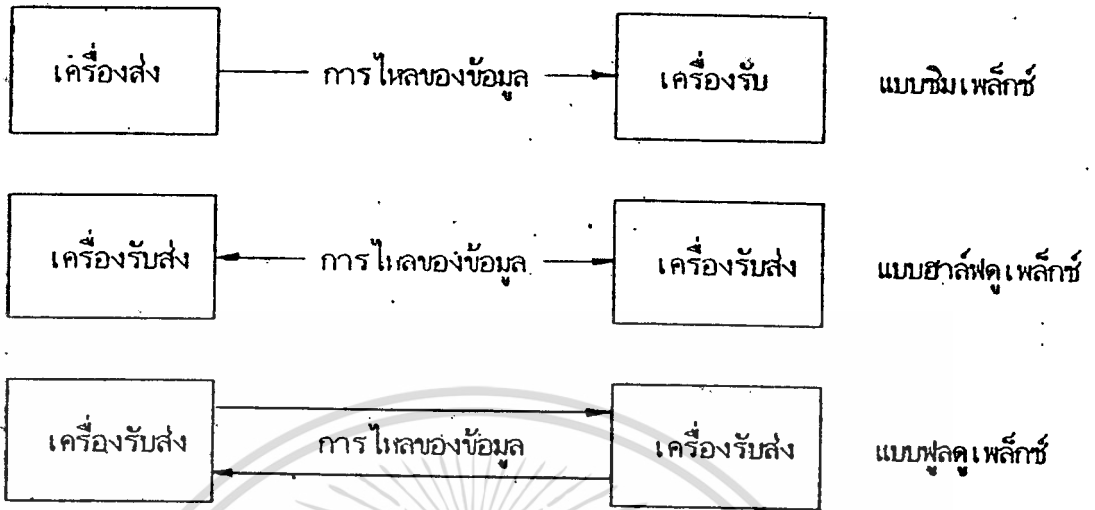 เครื่องส่ง การไหลของข้อมูล เครื่องรับ แบบซิมเพล็กซ์
เครื่องรับส่ง การไหลของข้อมูล เครื่องรับส่ง แบบฮาล์ฟดูเพล็กซ์
เครื่องรับส่ง การไหลของข้อมูล เครื่องรับส่ง แบบฟูลดูเพล็กซ์